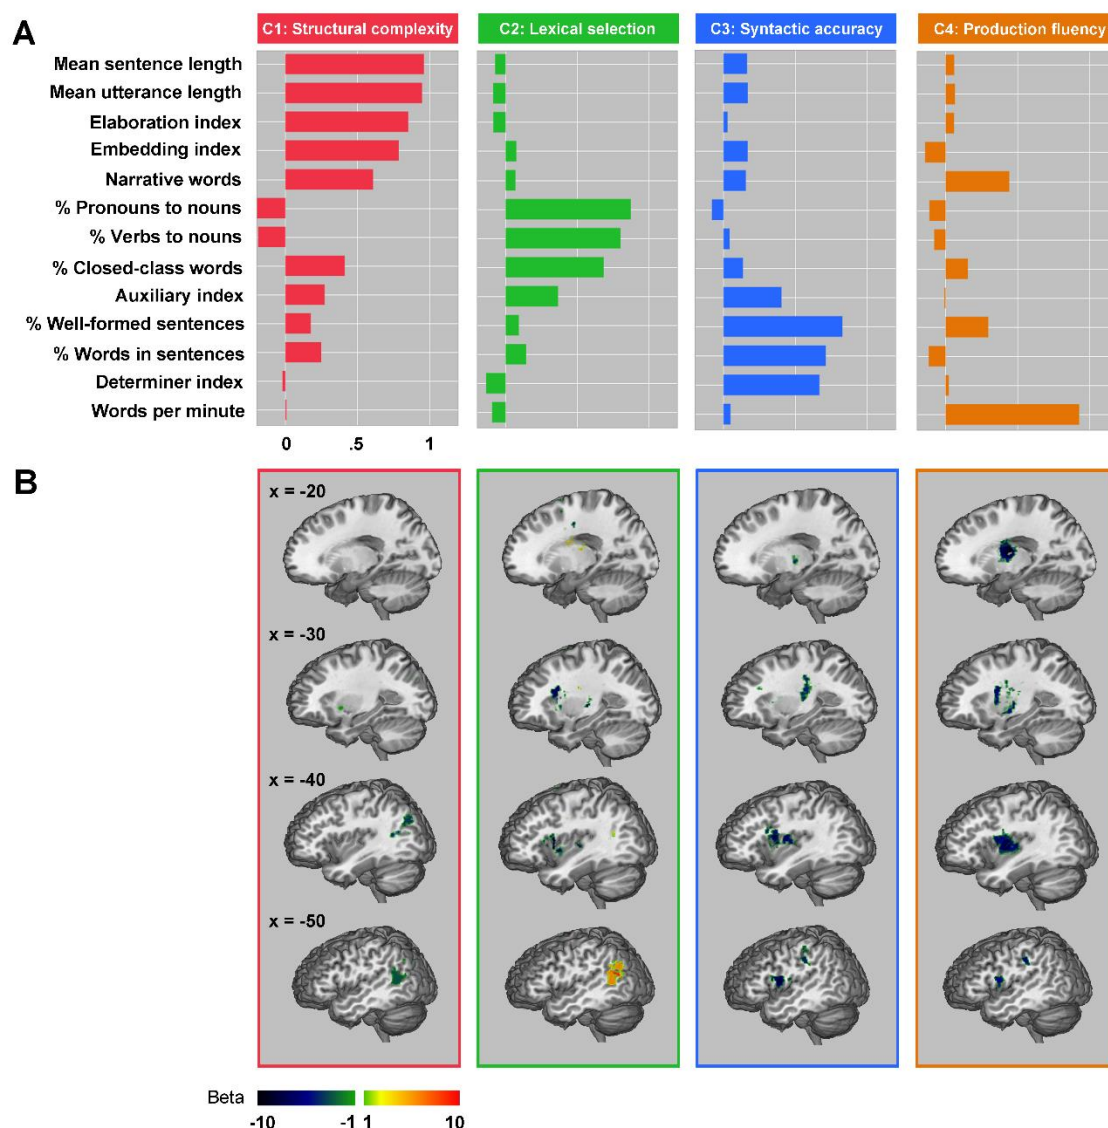 A
C1: Structural complexity
C2: Lexical selection
C3: Syntactic accuracy
C4: Production fluency
Mean sentence length
Mean utterance length
Elaboration index
Embedding index
Narrative words
% Pronouns to nouns
% Verbs to nouns
% Closed-class words
Auxiliary index
% Well-formed sentences
% Words in sentences
Determiner index
Words per minute
0 .5 1
B
x = -20
x = -30
x = -40
x = -50
Beta
-10 -1 1 10